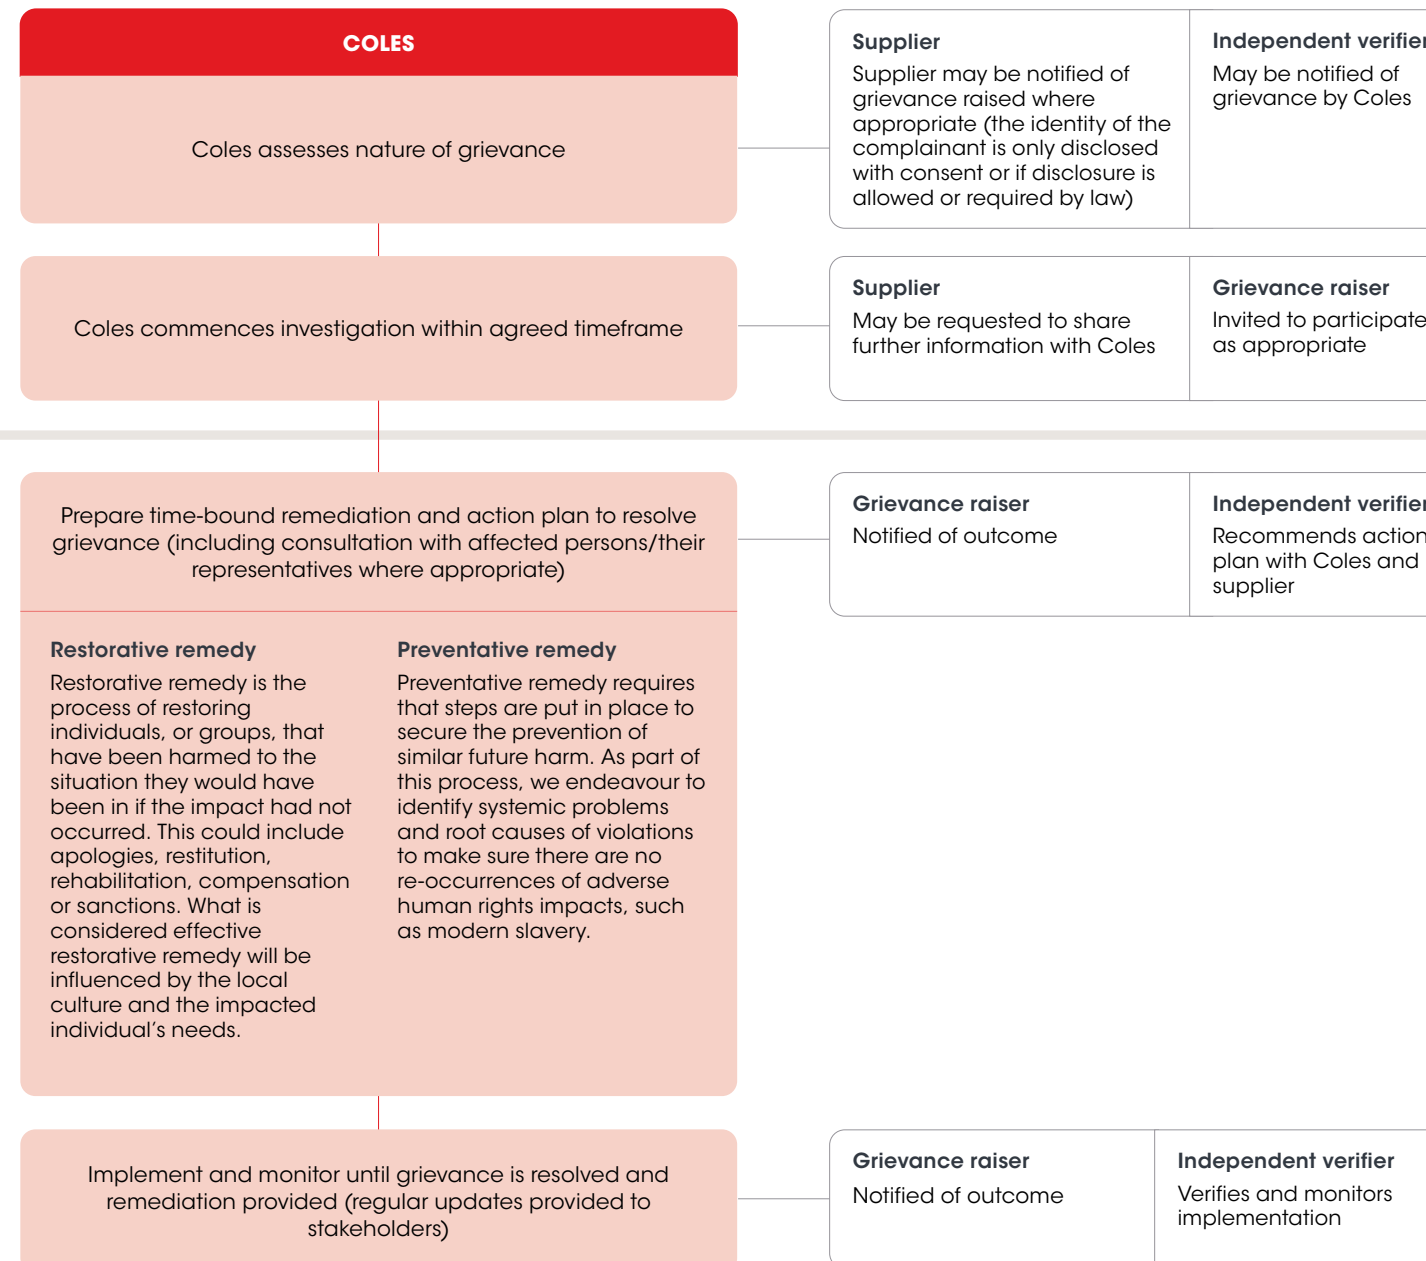 COLES
Coles assesses nature of grievance
Supplier
Supplier may be notified of
grievance raised where
appropriate (the identity of the
complainant is only disclosed
with consent or if disclosure is
allowed or required by law)
Independent verifier
May be notified of
grievance by Coles
Coles commences investigation within agreed timeframe
Supplier
May be requested to share
further information with Coles
Grievance raiser
Invited to participate
as appropriate
Prepare time-bound remediation and action plan to resolve
grievance (including consultation with affected persons/their
representatives where appropriate)
Grievance raiser
Notified of outcome
Independent verifier
Recommends action
plan with Coles and
supplier
Restorative remedy
Restorative remedy is the
process of restoring
individuals, or groups, that
have been harmed to the
situation they would have
been in if the impact had not
occurred. This could include
apologies, restitution,
rehabilitation, compensation
or sanctions. What is
considered effective
restorative remedy will be
influenced by the local
culture and the impacted
individual’s needs.
Preventative remedy
Preventative remedy requires
that steps are put in place to
secure the prevention of
similar future harm. As part of
this process, we endeavour to
identify systemic problems
and root causes of violations
to make sure there are no
re-occurrences of adverse
human rights impacts, such
as modern slavery.
Implement and monitor until grievance is resolved and
remediation provided (regular updates provided to
stakeholders)
Grievance raiser
Notified of outcome
Independent verifier
Verifies and monitors
implementation